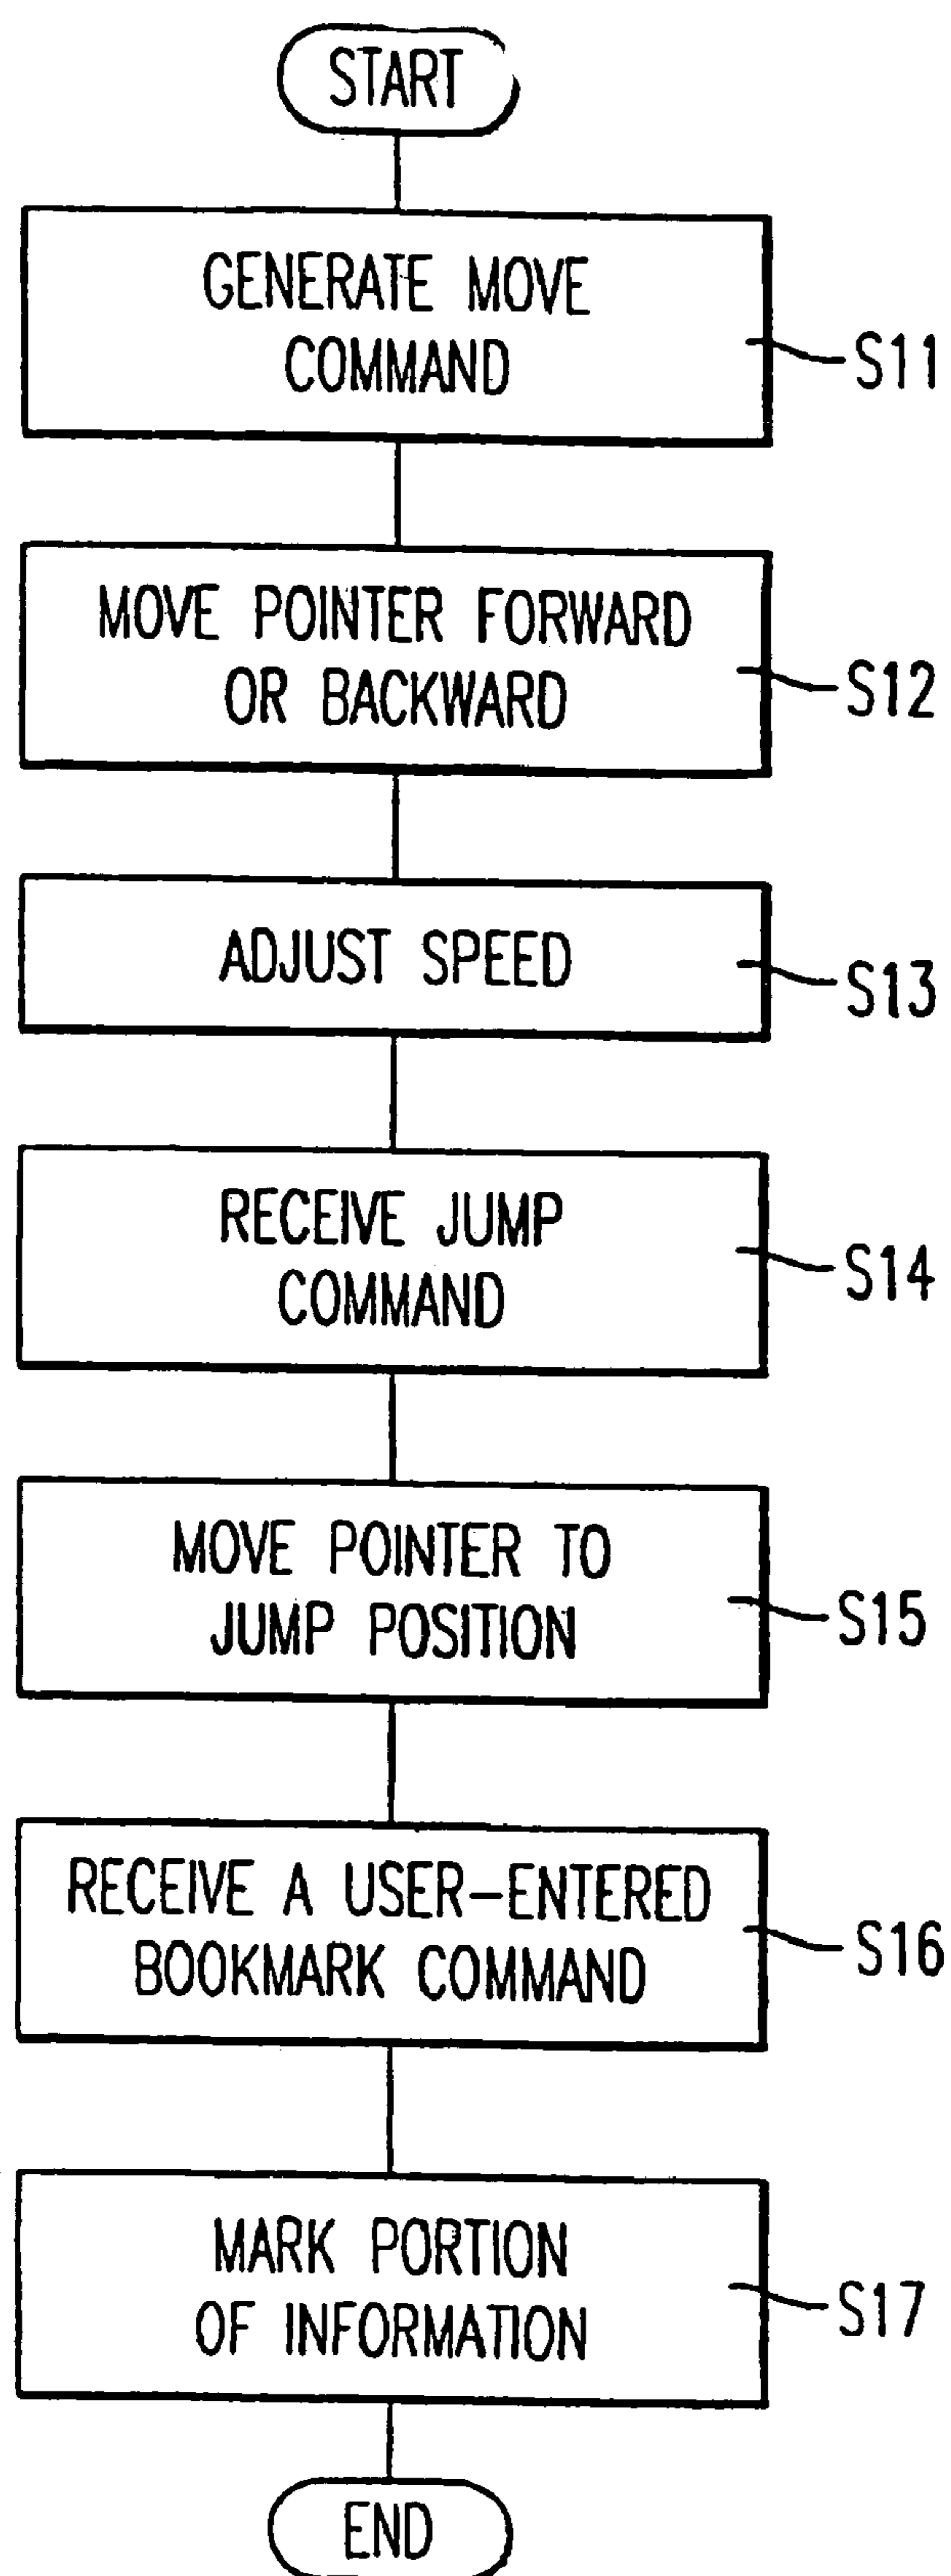 START
GENERATE MOVE
COMMAND
S11
MOVE POINTER FORWARD
OR BACKWARD
S12
ADJUST SPEED
S13
RECEIVE JUMP
COMMAND
S14
MOVE POINTER TO
JUMP POSITION
S15
RECEIVE A USER-ENTERED
BOOKMARK COMMAND
S16
MARK PORTION
OF INFORMATION
S17
END